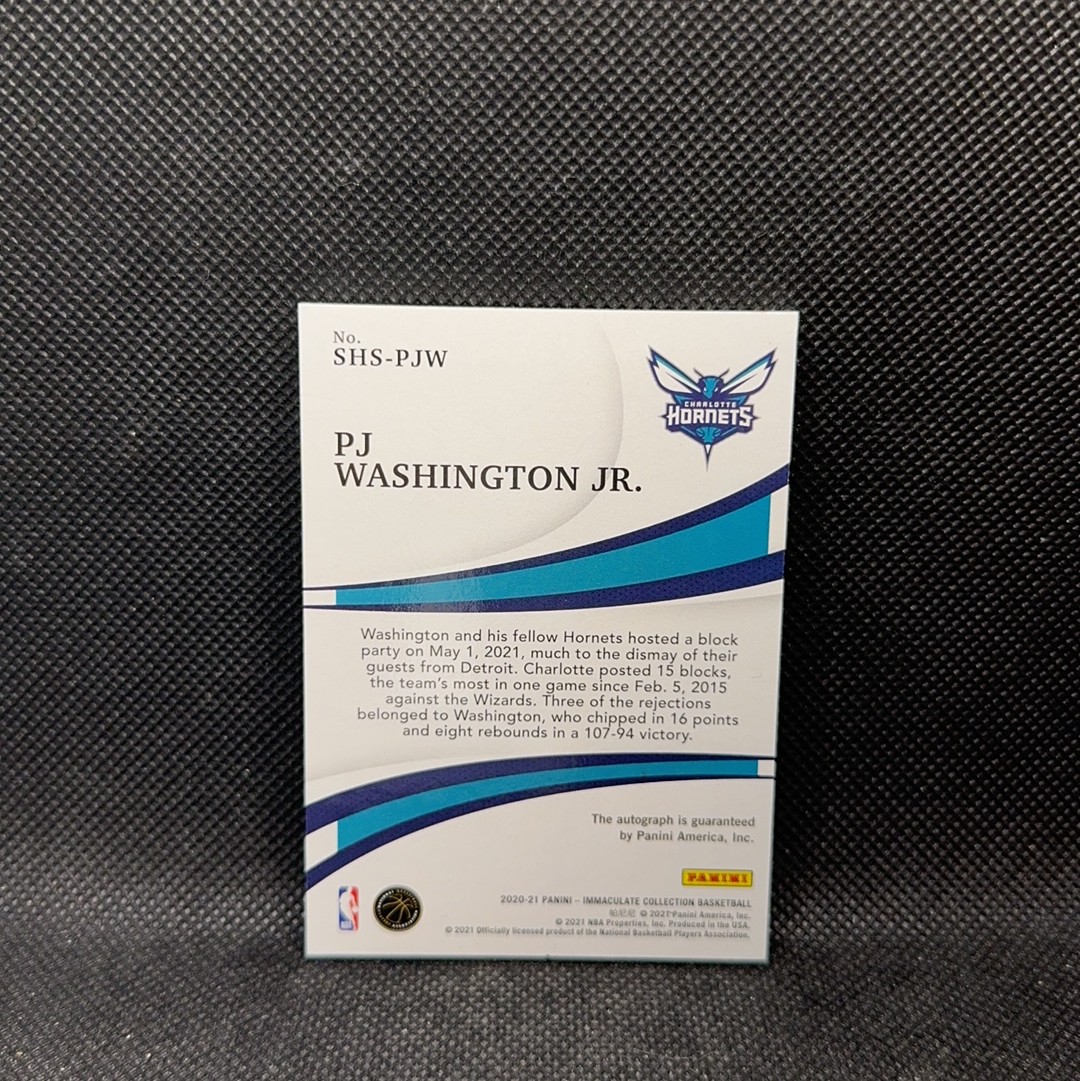 No.
SHS-PJW
CHARLOTTE
HORNETS
PJ
WASHINGTON JR.
Washington and his fellow Hornets hosted a block
party on May 1, 2021, much to the dismay of their
guests from Detroit. Charlotte posted 15 blocks,
the team's most in one game since Feb. 5, 2015
against the Wizards. Three of the rejections
belonged to Washington, who chipped in 16 points
and eight rebounds in a 107-94 victory.
The autograph is guaranteed
by Panini America, Inc.
PANINI
2020-21 PANINI – IMMACULATE COLLECTION BASKETBALL
帕尼尼 © 2021 Panini America, Inc.
© 2021 NBA Properties, Inc. Produced in the USA.
© 2021 Officially licensed product of the National Basketball Players Association.